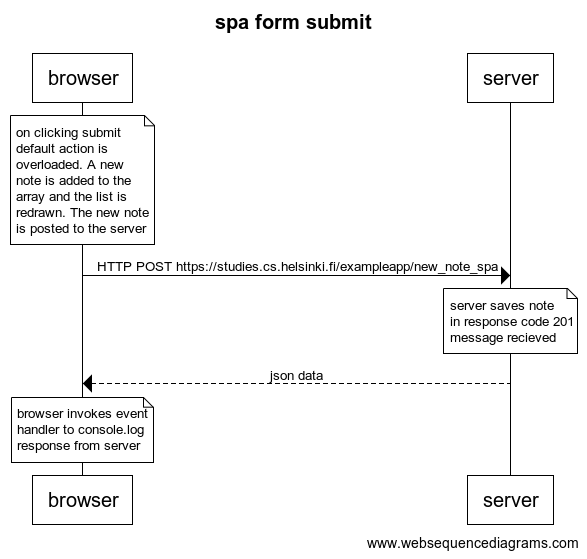 spa form submit
browser
server
on clicking submit
default action is
overloaded. A new
note is added to the
array and the list is
redrawn. The new note
is posted to the server
HTTP POST https://studies.cs.helsinki.fi/exampleapp/new_note_spa
server saves note
in response code 201
message recieved
json data
browser invokes event
handler to console.log
response from server
browser
server
www.websequencediagrams.com